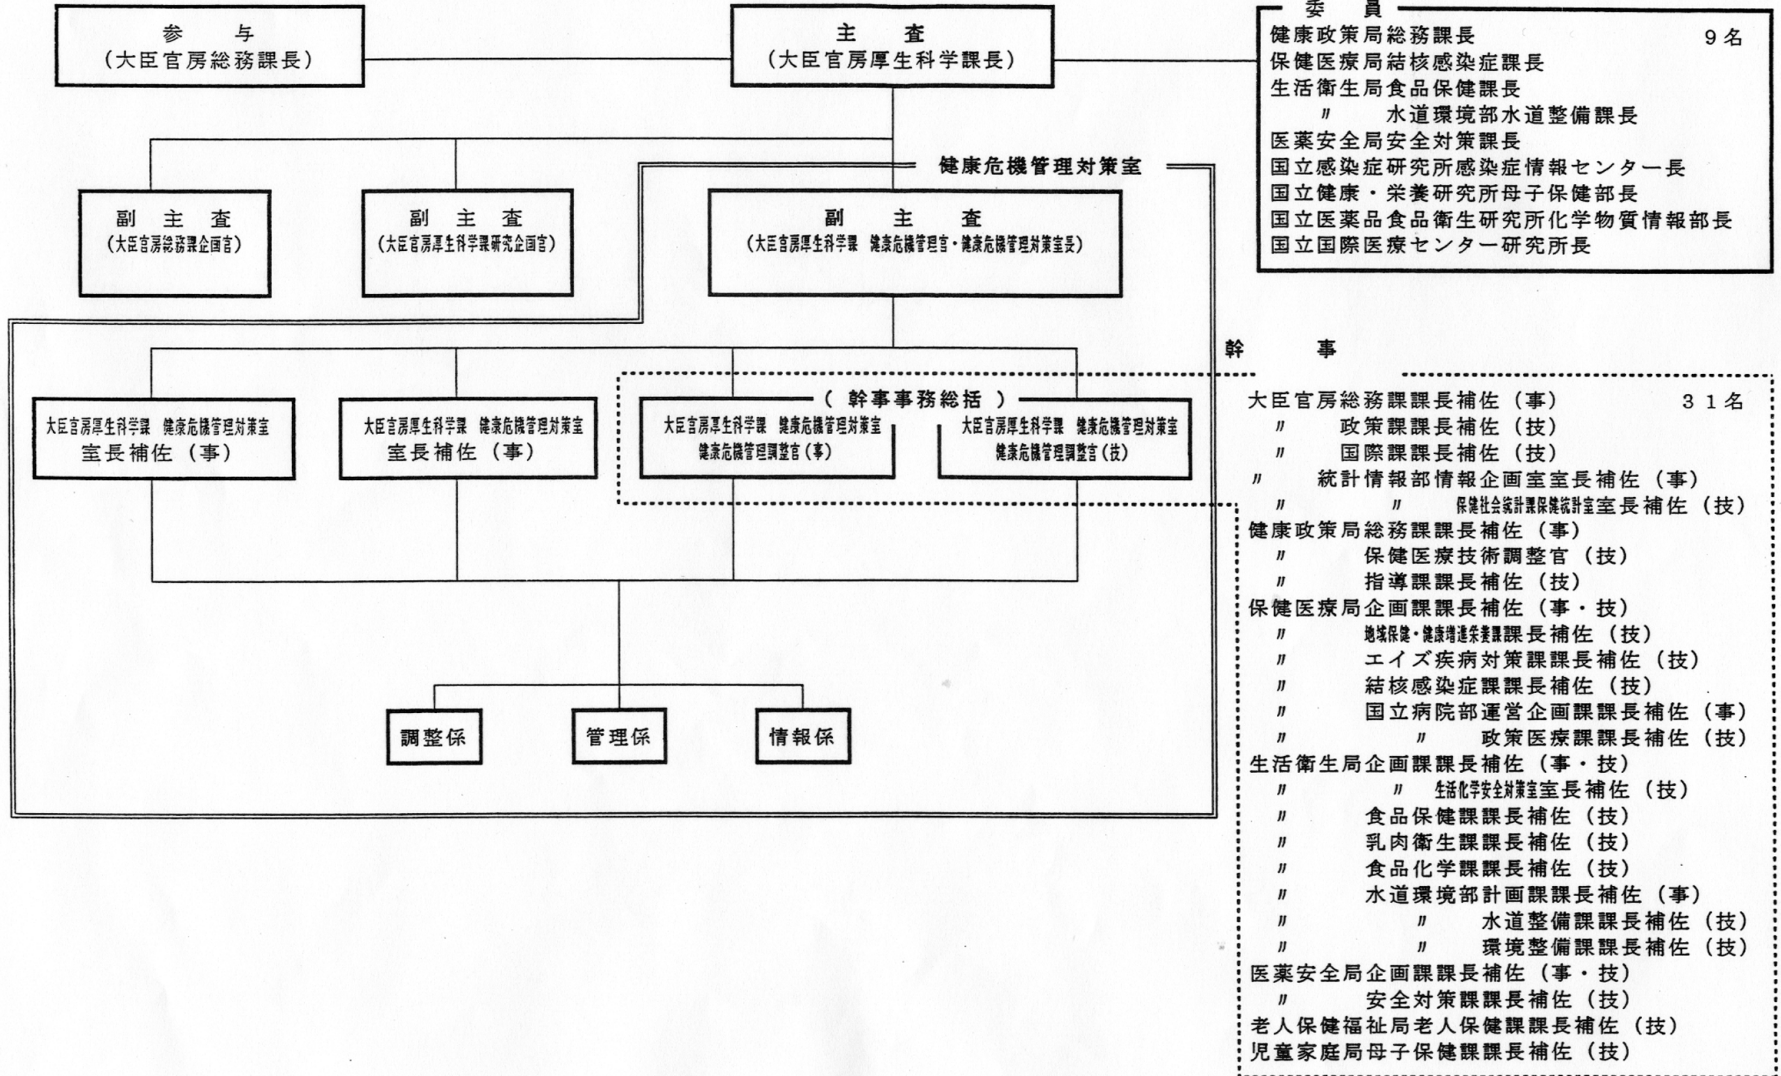 参　与
(大臣官房総務課長)
主　査
(大臣官房厚生科学課長)
委　員
健康政策局総務課長　9名
保健医療局結核感染症課長
生活衛生局食品保健課長
〃　水道環境部水道整備課長
医薬安全局安全対策課長
国立感染症研究所感染症情報センター長
国立健康・栄養研究所母子保健部長
国立医薬品食品衛生研究所化学物質情報部長
国立国際医療センター研究所長
健康危機管理対策室
副　主　査
(大臣官房総務課企画官)
副　主　査
(大臣官房厚生科学課研究企画官)
副　主　査
(大臣官房厚生科学課　健康危機管理官・健康危機管理対策室長)
大臣官房厚生科学課　健康危機管理対策室
室長補佐(事)
大臣官房厚生科学課　健康危機管理対策室
室長補佐(事)
(幹事事務総括)
大臣官房厚生科学課　健康危機管理対策室
健康危機管理調整官(事)
大臣官房厚生科学課　健康危機管理対策室
健康危機管理調整官(技)
調整係
管理係
情報係
幹　事
大臣官房総務課課長補佐(事)　31名
〃　政策課課長補佐(技)
〃　国際課課長補佐(技)
〃　統計情報部情報企画室室長補佐(事)
〃　〃　保健社会統計課保健統計室室長補佐(技)
健康政策局総務課課長補佐(事)
〃　保健医療技術調整官(技)
〃　指導課課長補佐(技)
保健医療局企画課課長補佐(事・技)
〃　地域保健・健康増進栄養課課長補佐(技)
〃　エイズ疾病対策課課長補佐(技)
〃　結核感染症課課長補佐(技)
〃　国立病院部運営企画課課長補佐(事)
〃　〃　政策医療課課長補佐(技)
生活衛生局企画課課長補佐(事・技)
〃　〃　生活化学安全対策室室長補佐(技)
〃　食品保健課課長補佐(技)
〃　乳肉衛生課課長補佐(技)
〃　食品化学課課長補佐(技)
〃　水道環境部計画課課長補佐(事)
〃　〃　水道整備課課長補佐(技)
〃　〃　環境整備課課長補佐(技)
医薬安全局企画課課長補佐(事・技)
〃　安全対策課課長補佐(技)
老人保健福祉局老人保健課課長補佐(技)
児童家庭局母子保健課課長補佐(技)